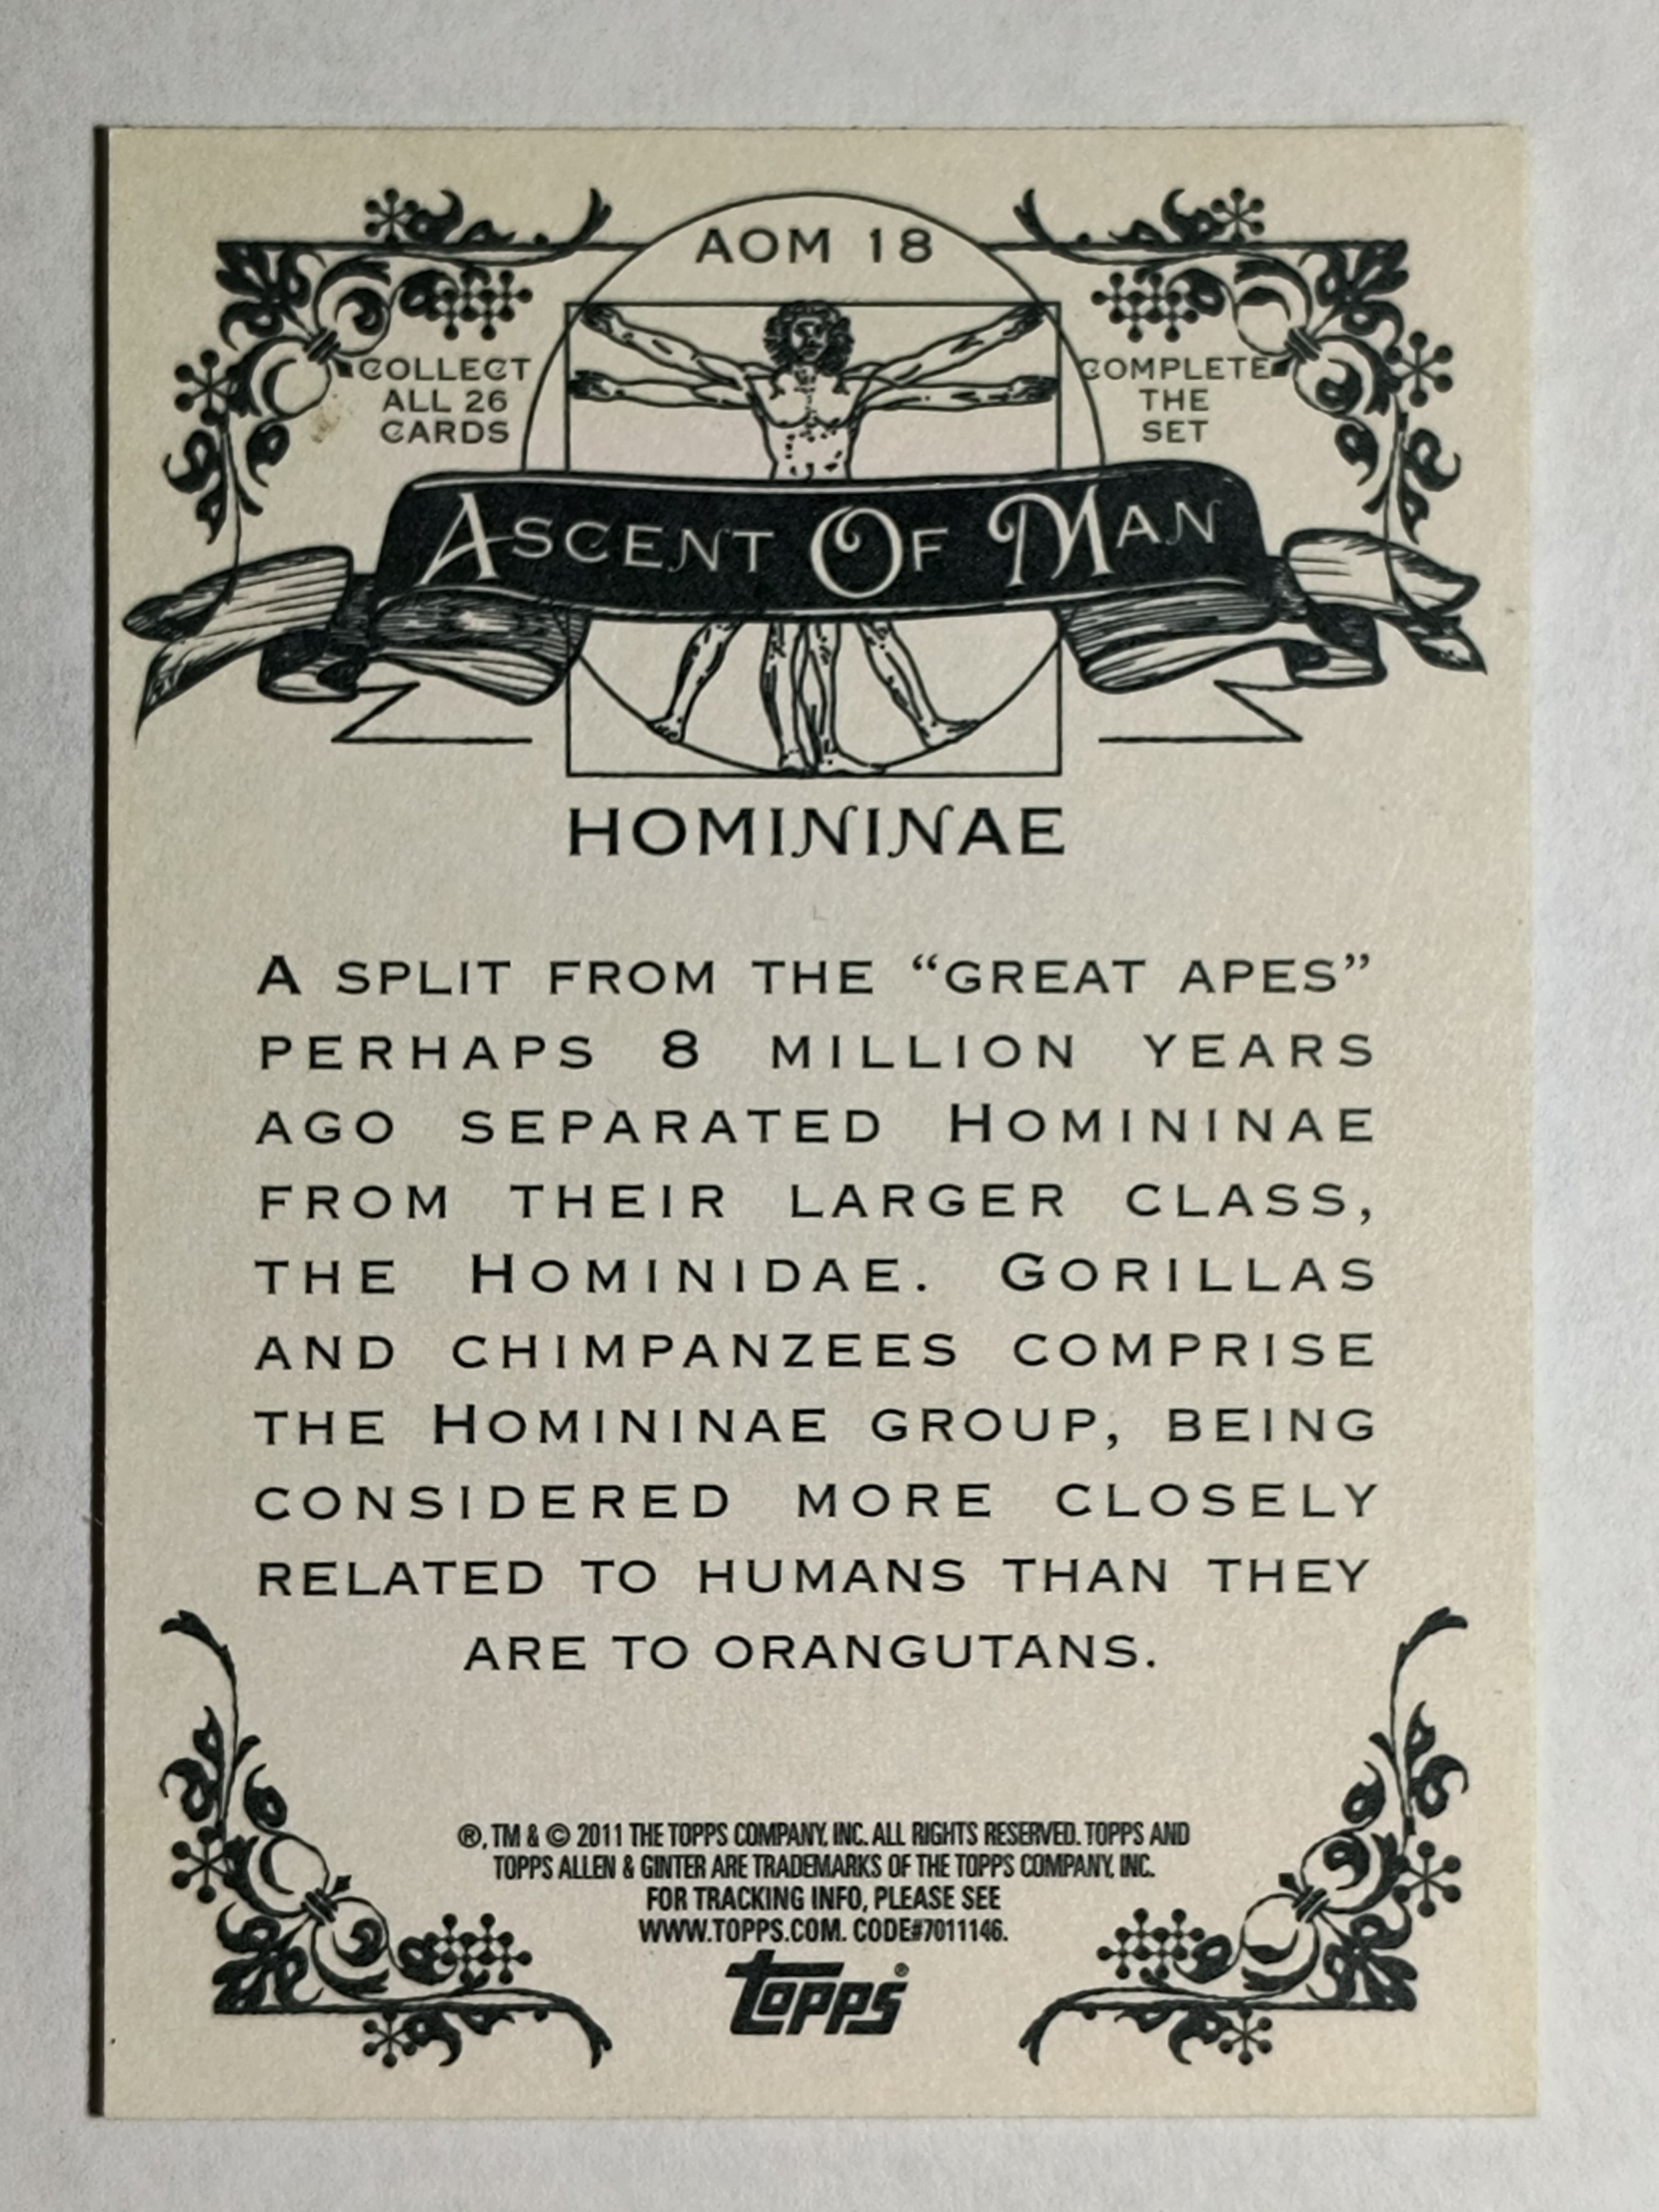 AOM 18
COLLECT
ALL 26
CARDS
COMPLETE
THE
SET
ASCENT OF MAN
HOMININAE
A SPLIT FROM THE “GREAT APES”
PERHAPS 8 MILLION YEARS
AGO SEPARATED HOMININAE
FROM THEIR LARGER CLASS,
THE HOMINIDAE. GORILLAS
AND CHIMPANZEES COMPRISE
THE HOMININAE GROUP, BEING
CONSIDERED MORE CLOSELY
RELATED TO HUMANS THAN THEY
ARE TO ORANGUTANS.
®, TM & © 2011 THE TOPPS COMPANY, INC. ALL RIGHTS RESERVED. TOPPS AND
TOPPS ALLEN & GINTER ARE TRADEMARKS OF THE TOPPS COMPANY, INC.
FOR TRACKING INFO, PLEASE SEE
WWW.TOPPS.COM. CODE#7011146.
topps®